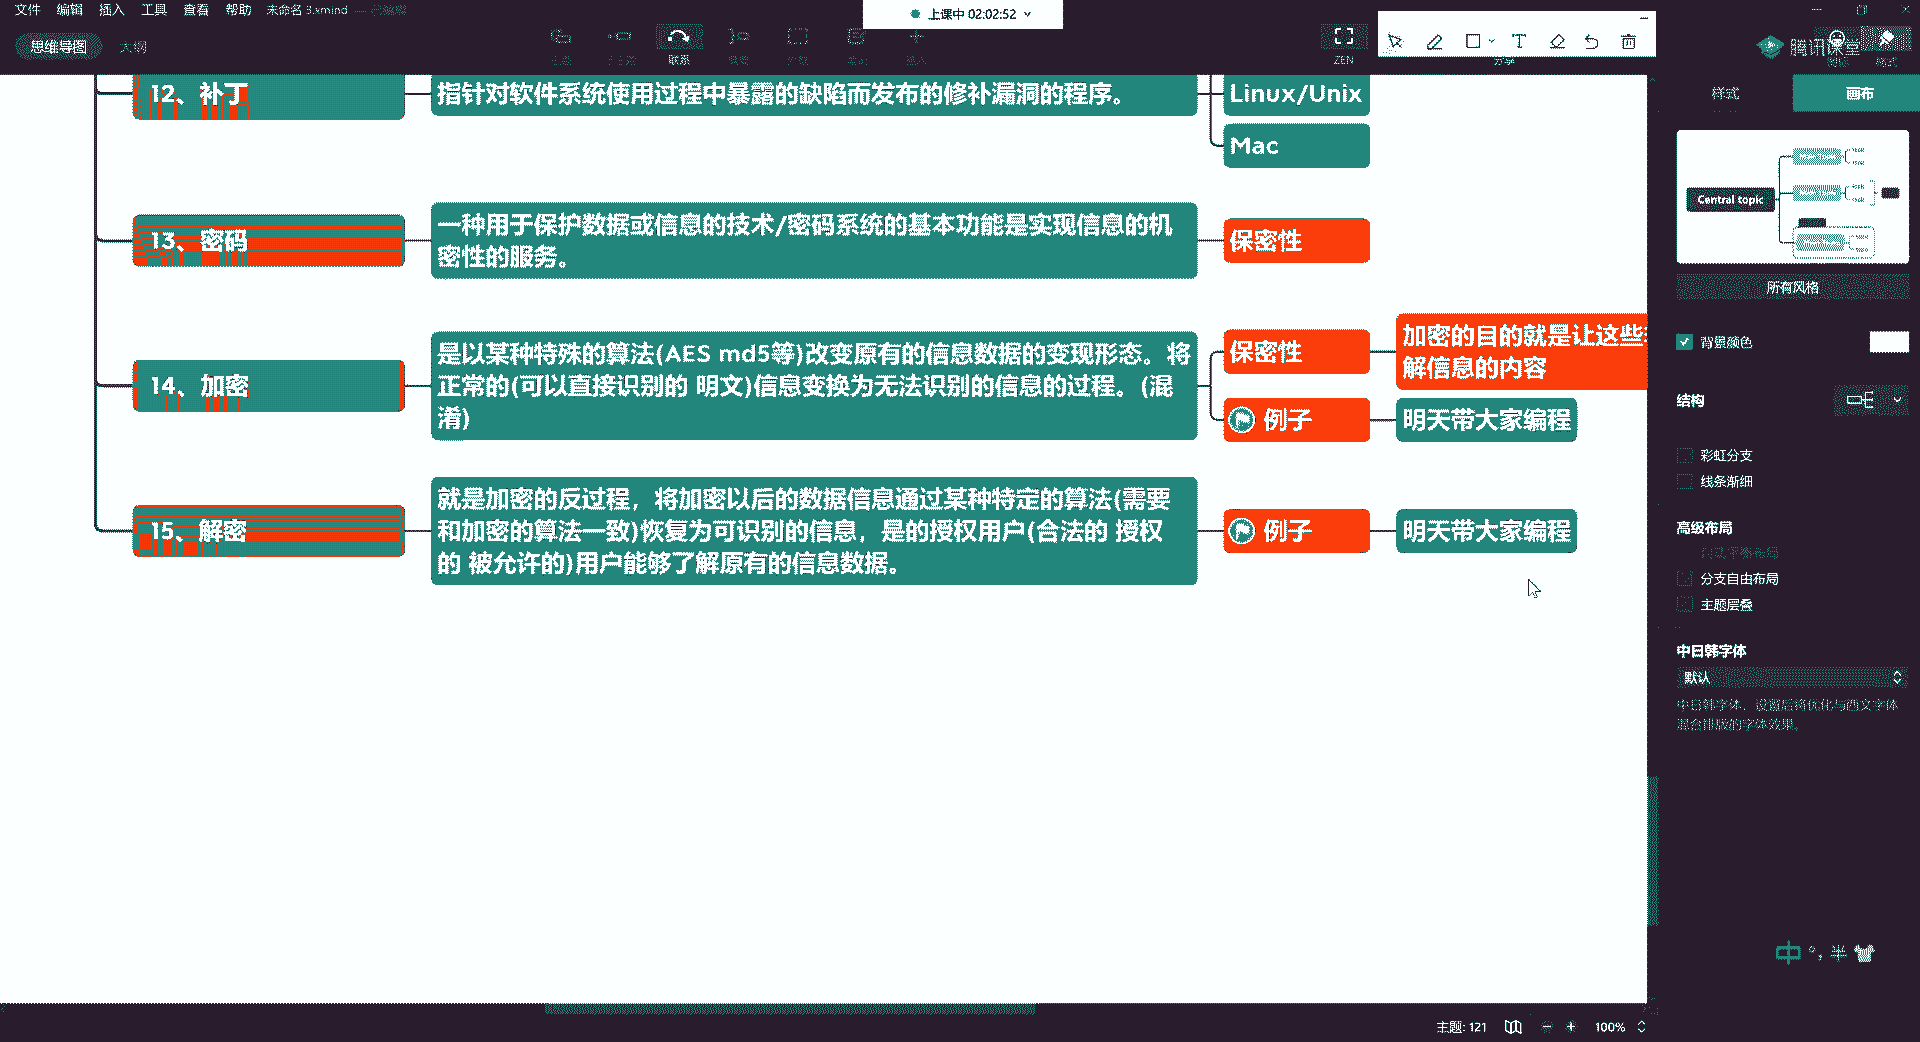 文件 编辑 插入 工具 查看 帮助 未命名 3.xmind — 已编辑
上课中 02:02:52
思维导图 大纲
联系
ZEN
分享
腾讯课堂
格式
样式 画布
12、补丁
指针对软件系统使用过程中暴露的缺陷而发布的修补漏洞的程序。
Linux/Unix
Mac
13、密码
一种用于保护数据或信息的技术/密码系统的基本功能是实现信息的机
密性的服务。
保密性
14、加密
是以某种特殊的算法(AES md5等)改变原有的信息数据的变现形态。将
正常的(可以直接识别的 明文)信息变换为无法识别的信息的过程。(混
淆)
保密性
加密的目的就是让这些
解信息的内容
例子
明天带大家编程
15、解密
就是加密的反过程，将加密以后的数据信息通过某种特定的算法(需要
和加密的算法一致)恢复为可识别的信息，是的授权用户(合法的 授权
的 被允许的)用户能够了解原有的信息数据。
例子
明天带大家编程
Central topic
所有风格
背景颜色
结构
彩虹分支
线条渐细
高级布局
自动平衡布局
分支自由布局
主题层叠
中日韩字体
默认
中日韩字体，设置后将优化与西文字体
混合排版的字体效果。
中 °, 半
主题: 121
100%